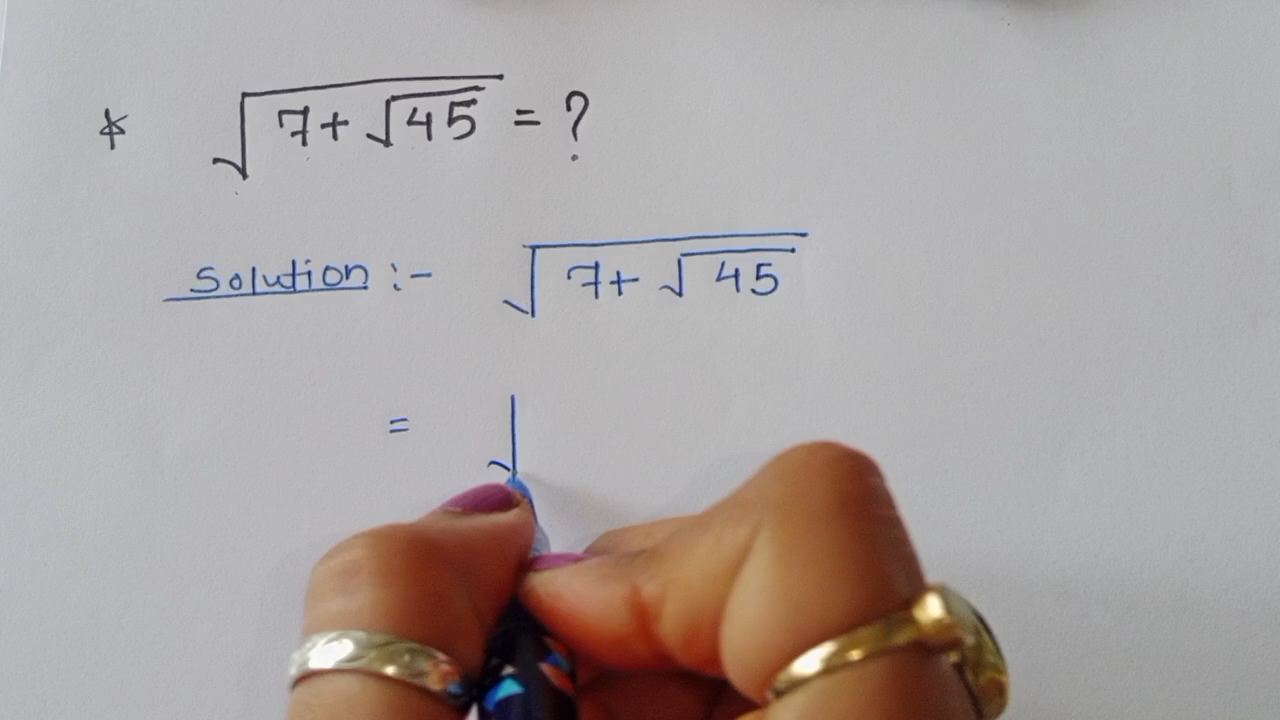 * √(7+√45) = ?
Solution :- √(7+√45)
= √